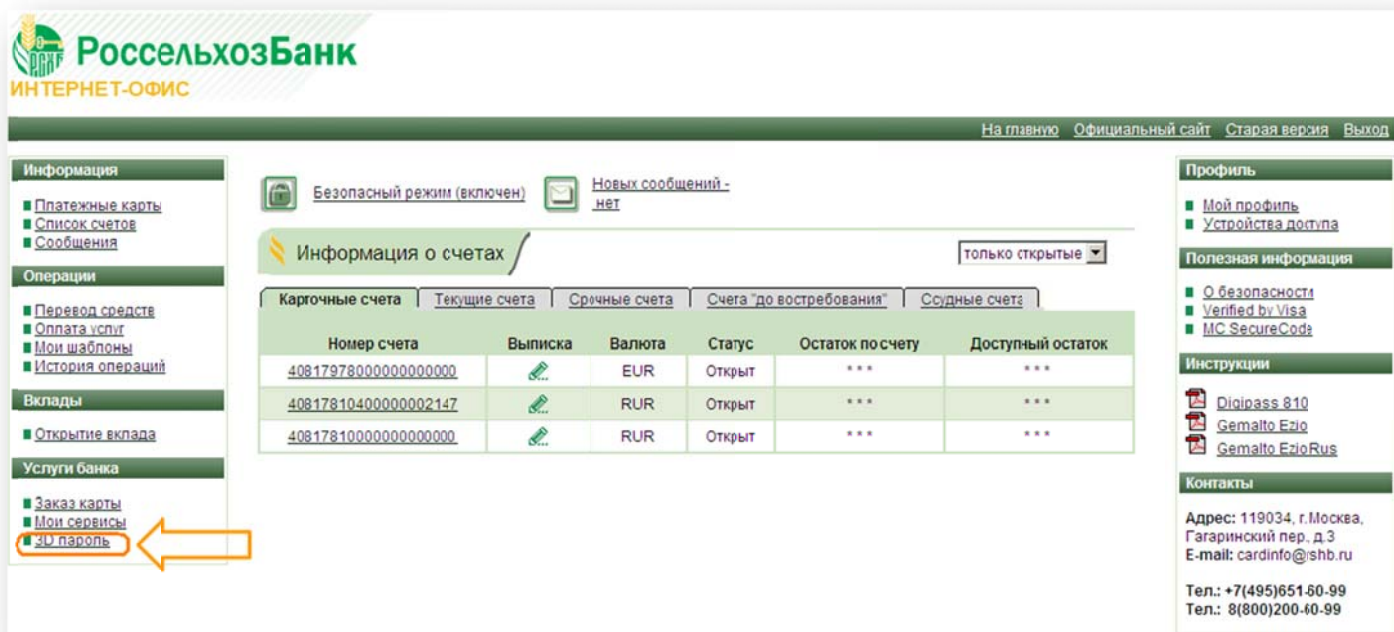 РоссельхозБанк
ИНТЕРНЕТ-ОФИС
На главную Официальный сайт Старая версия Выход
Информация
Платежные карты
Список счетов
Сообщения
Операции
Перевод средств
Оплата услуг
Мои шаблоны
История операций
Вклады
Открытие вклада
Услуги банка
Заказ карты
Мои сервисы
3D пароль
Безопасный режим (включен)
Новых сообщений -
нет
Информация о счетах
только открытые
Карточные счета Текущие счета Срочные счета Счета "до востребования" Ссудные счета
Номер счета Выписка Валюта Статус Остаток по счету Доступный остаток
40817978000000000000 EUR Открыт * * * * * *
40817810400000002147 RUR Открыт * * * * * *
40817810000000000000 RUR Открыт * * * * * *
Профиль
Мой профиль
Устройства доступа
Полезная информация
О безопасности
Verified by Visa
MC SecureCode
Инструкции
Digipass 810
Gemalto Ezio
Gemalto EzioRus
Контакты
Адрес: 119034, г.Москва,
Гагаринский пер., д.3
E-mail: cardinfo@rshb.ru
Тел.: +7(495)651-60-99
Тел.: 8(800)200-60-99